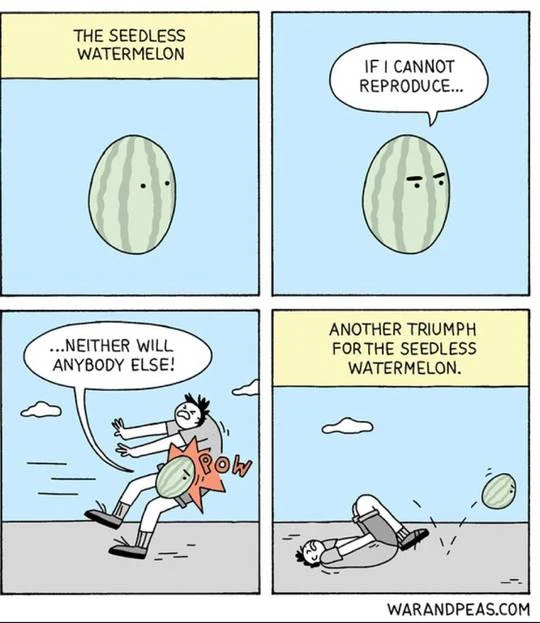 THE SEEDLESS
WATERMELON
IF I CANNOT
REPRODUCE...
...NEITHER WILL
ANYBODY ELSE!
POW
ANOTHER TRIUMPH
FOR THE SEEDLESS
WATERMELON.
WARANDPEAS.COM